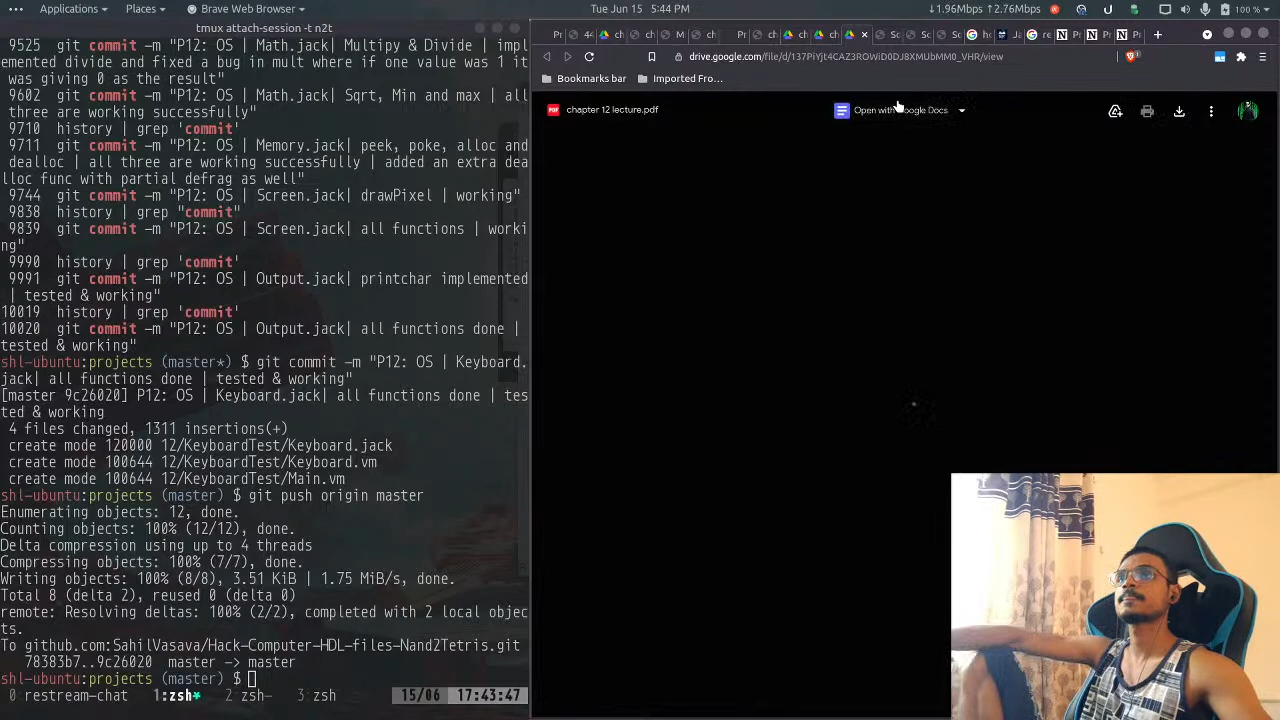 Applications Places Brave Web Browser Tue Jun 15 5:44 PM ↓1.96MiB/s ↑2.76MiB/s 100 %
tmux attach-session -t n2t
9525 git commit -m "P12: OS | Math.jack| Multipy & Divide | impl
emented divide and fixed a bug in mult where if one value was 1 it
was giving 0 as the result"
9602 git commit -m "P12: OS | Math.jack| Sqrt, Min and max | all
three are working successfully"
9710 history | grep 'commit'
9711 git commit -m "P12: OS | Memory.jack| peek, poke, alloc and
dealloc | all three are working successfully | added an extra dea
lloc func with partial defrag as well"
9744 git commit -m "P12: OS | Screen.jack| drawPixel | working"
9838 history | grep "commit"
9839 git commit -m "P12: OS | Screen.jack| all functions | worki
ng"
9990 history | grep 'commit'
9991 git commit -m "P12: OS | Output.jack| printchar implemented
| tested & working"
10019 history | grep 'commit'
10020 git commit -m "P12: OS | Output.jack| all functions done |
tested & working"
shl-ubuntu:projects (master*) $ git commit -m "P12: OS | Keyboard.
jack| all functions done | tested & working"
[master 9c26020] P12: OS | Keyboard.jack| all functions done | tes
ted & working
4 files changed, 1311 insertions(+)
create mode 120000 12/KeyboardTest/Keyboard.jack
create mode 100644 12/KeyboardTest/Keyboard.vm
create mode 100644 12/KeyboardTest/Main.vm
shl-ubuntu:projects (master) $ git push origin master
Enumerating objects: 12, done.
Counting objects: 100% (12/12), done.
Delta compression using up to 4 threads
Compressing objects: 100% (7/7), done.
Writing objects: 100% (8/8), 3.51 KiB | 1.75 MiB/s, done.
Total 8 (delta 2), reused 0 (delta 0)
remote: Resolving deltas: 100% (2/2), completed with 2 local objec
ts.
To github.com:SahilVasava/Hack-Computer-HDL-files-Nand2Tetris.git
78383b7..9c26020 master -> master
shl-ubuntu:projects (master) $
0 restream-chat 1:zsh* 2 zsh- 3 zsh 15/06 17:43:47
drive.google.com/file/d/137PiYjt4CAZ3ROWiD0DJ8XMUbMM0_VHR/view
Bookmarks bar Imported Fro...
PDF chapter 12 lecture.pdf Open with Google Docs